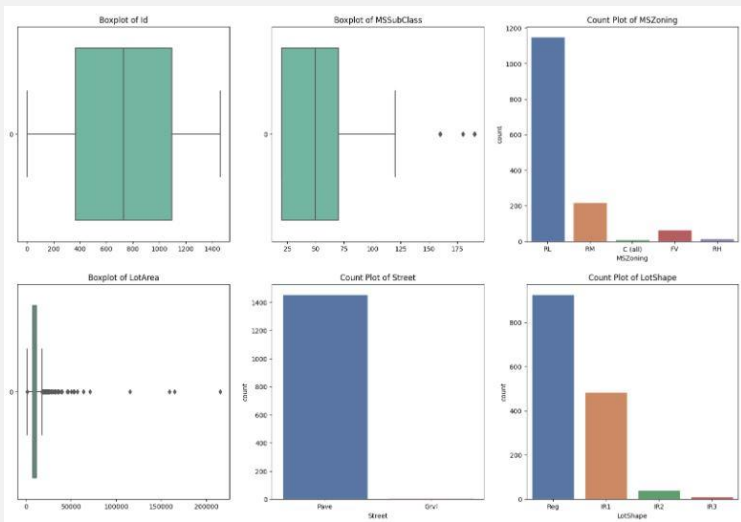 Boxplot of Id
0
0 200 400 600 800 1000 1200 1400
Boxplot of MSSubClass
0
25 50 75 100 125 150 175
Count Plot of MSZoning
1200
1000
800
600
400
200
0
count
RL RM C (all) FV RH
MSZoning
Boxplot of LotArea
0
0 50000 100000 150000 200000
Count Plot of Street
1400
1200
1000
800
600
400
200
0
count
Pave Grvl
Street
Count Plot of LotShape
800
600
400
200
0
count
Reg IR1 IR2 IR3
LotShape